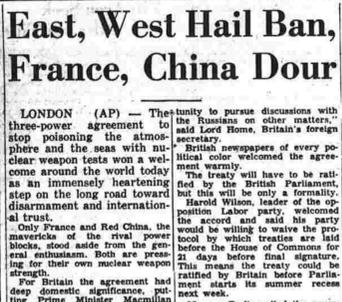 East, West Hail Ban,
France, China Dour
LONDON (AP) — The
three-power agreement to
stop poisoning the atmos-
phere and the seas with nu-
clear weapon tests won a wel-
come around the world today
as an immensely heartening
step on the long road toward
disarmament and internation-
al trust.
Only France and Red China, the
mavericks of the rival power
blocks, stood aside from the gen-
eral enthusiasm. Both are press-
ing for their own nuclear weapon
strength.
For Britain the agreement had
deep domestic significance, put-
ting Prime Minister Macmillan
tunity to pursue discussions with
the Russians on other matters,"
said Lord Home, Britain's foreign
secretary.
British newspapers of every po-
litical color welcomed the agree-
ment warmly.
The treaty will have to be rati-
fied by the British Parliament,
but this will be only a formality.
Harold Wilson, leader of the op-
position Labor party, welcomed
the accord and said his party
would be willing to waive the pro-
tocol by which treaties are laid
before the House of Commons for
21 days before final signature.
This means the treaty could be
ratified by Britain before Parlia-
ment starts its summer recess
next week.